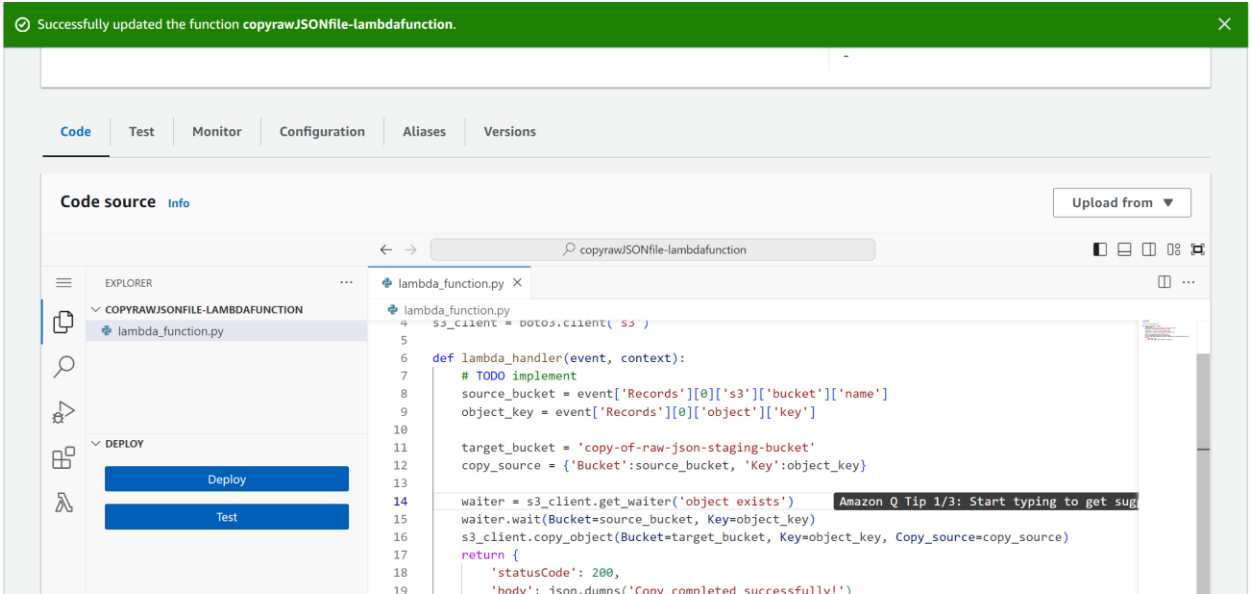 Successfully updated the function copyrawJSONfile-lambdafunction.
-
Code Test Monitor Configuration Aliases Versions
Code source Info
Upload from
copyrawJSONfile-lambdafunction
EXPLORER
COPYRAWJSONFILE-LAMBDAFUNCTION
lambda_function.py
DEPLOY
Deploy
Test
lambda_function.py
lambda_function.py
4 s3_client = boto3.client('s3')
5
6 def lambda_handler(event, context):
7 # TODO implement
8 source_bucket = event['Records'][0]['s3']['bucket']['name']
9 object_key = event['Records'][0]['object']['key']
10
11 target_bucket = 'copy-of-raw-json-staging-bucket'
12 copy_source = {'Bucket':source_bucket, 'Key':object_key}
13
14 waiter = s3_client.get_waiter('object exists') Amazon Q Tip 1/3: Start typing to get sug
15 waiter.wait(Bucket=source_bucket, Key=object_key)
16 s3_client.copy_object(Bucket=target_bucket, Key=object_key, Copy_source=copy_source)
17 return {
18 'statusCode': 200,
19 'body': json.dumps('Copy completed successfully!')